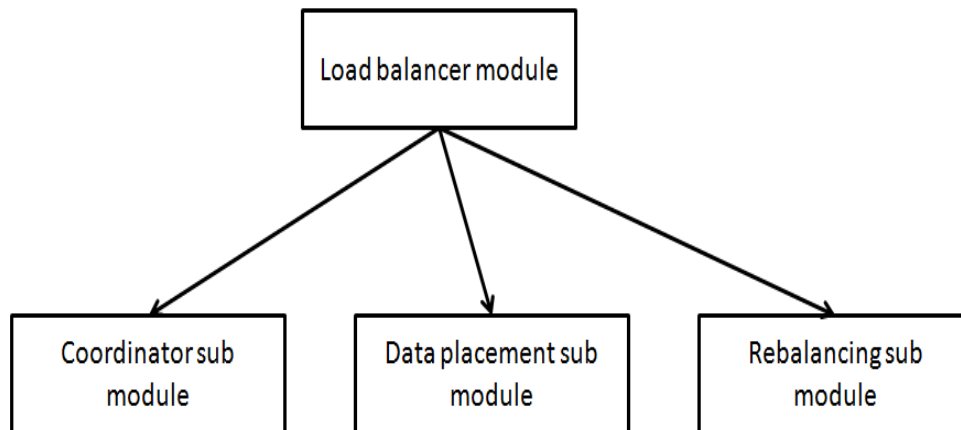 Load balancer module
Coordinator sub
module
Data placement sub
module
Rebalancing sub
module